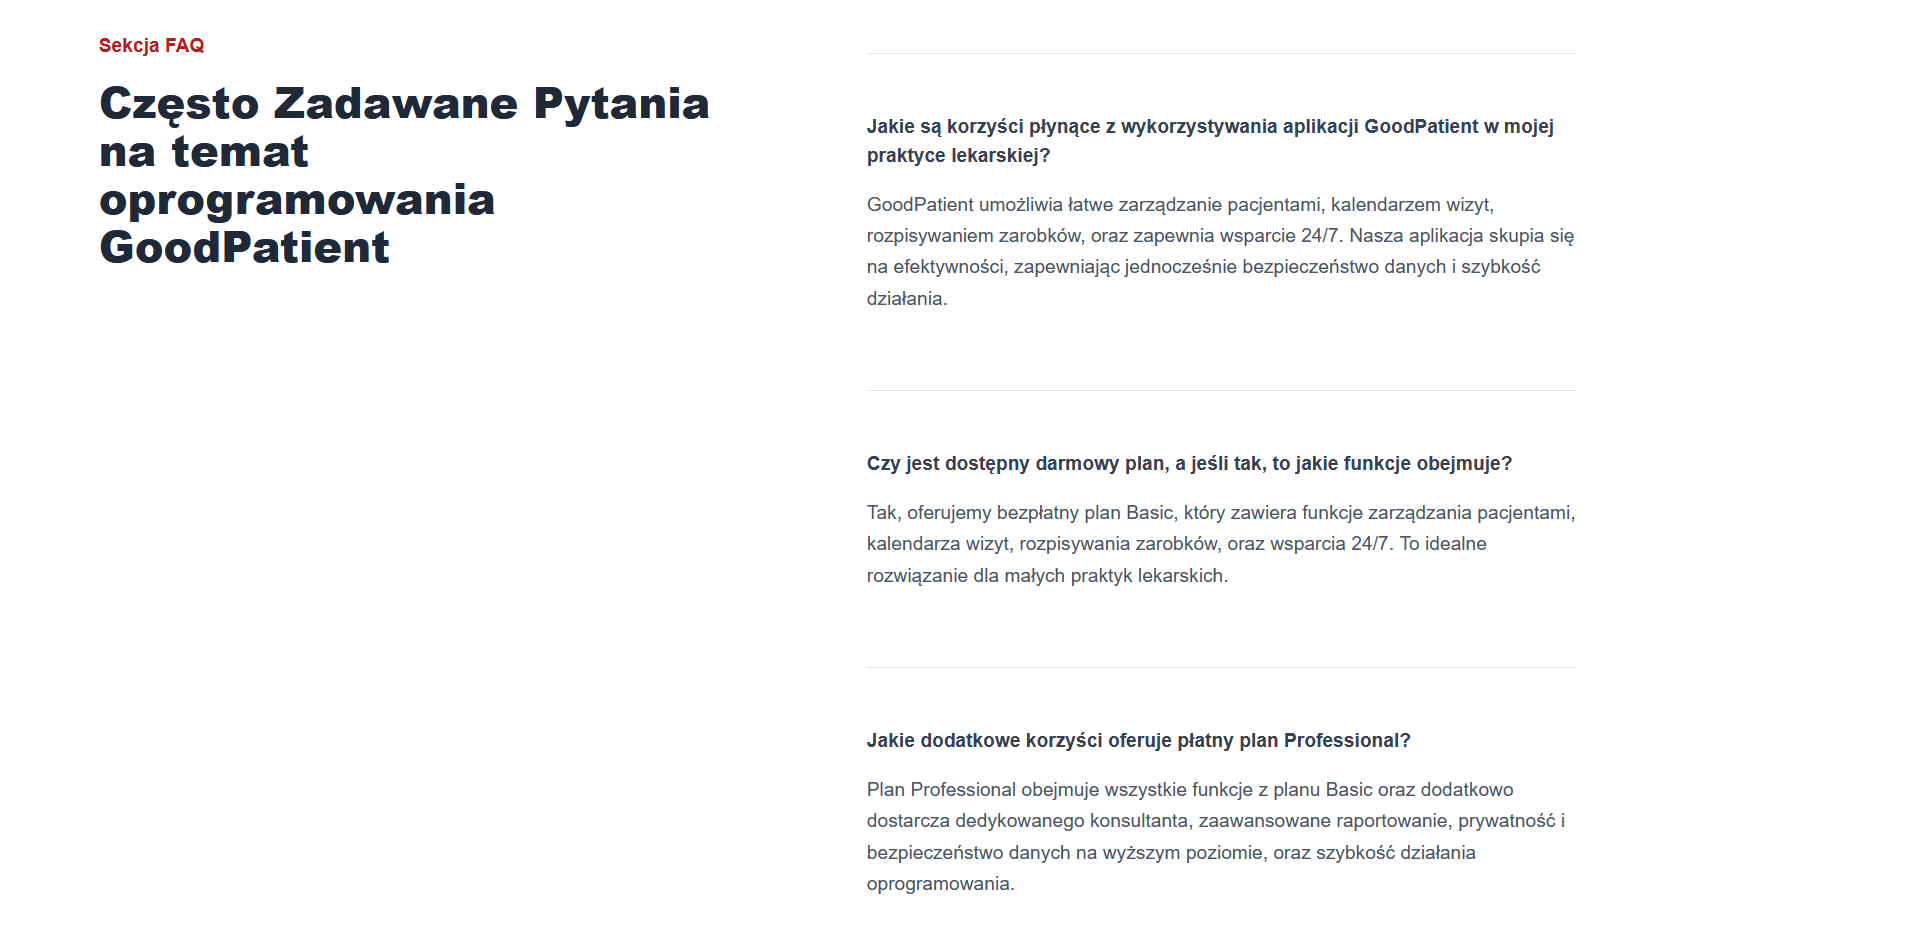 Sekcja FAQ
Często Zadawane Pytania
na temat
oprogramowania
GoodPatient
Jakie są korzyści płynące z wykorzystywania aplikacji GoodPatient w mojej
praktyce lekarskiej?
GoodPatient umożliwia łatwe zarządzanie pacjentami, kalendarzem wizyt,
rozpisywaniem zarobków, oraz zapewnia wsparcie 24/7. Nasza aplikacja skupia się
na efektywności, zapewniając jednocześnie bezpieczeństwo danych i szybkość
działania.
Czy jest dostępny darmowy plan, a jeśli tak, to jakie funkcje obejmuje?
Tak, oferujemy bezpłatny plan Basic, który zawiera funkcje zarządzania pacjentami,
kalendarza wizyt, rozpisywania zarobków, oraz wsparcia 24/7. To idealne
rozwiązanie dla małych praktyk lekarskich.
Jakie dodatkowe korzyści oferuje płatny plan Professional?
Plan Professional obejmuje wszystkie funkcje z planu Basic oraz dodatkowo
dostarcza dedykowanego konsultanta, zaawansowane raportowanie, prywatność i
bezpieczeństwo danych na wyższym poziomie, oraz szybkość działania
oprogramowania.